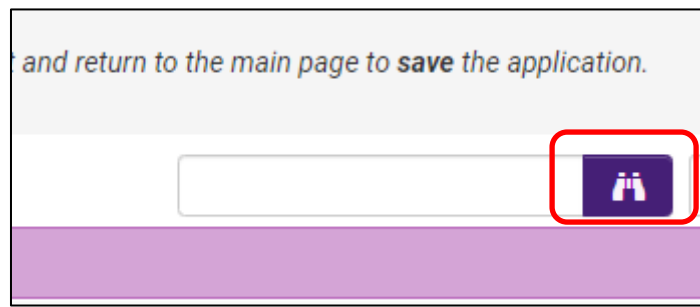 and return to the main page to save the application.